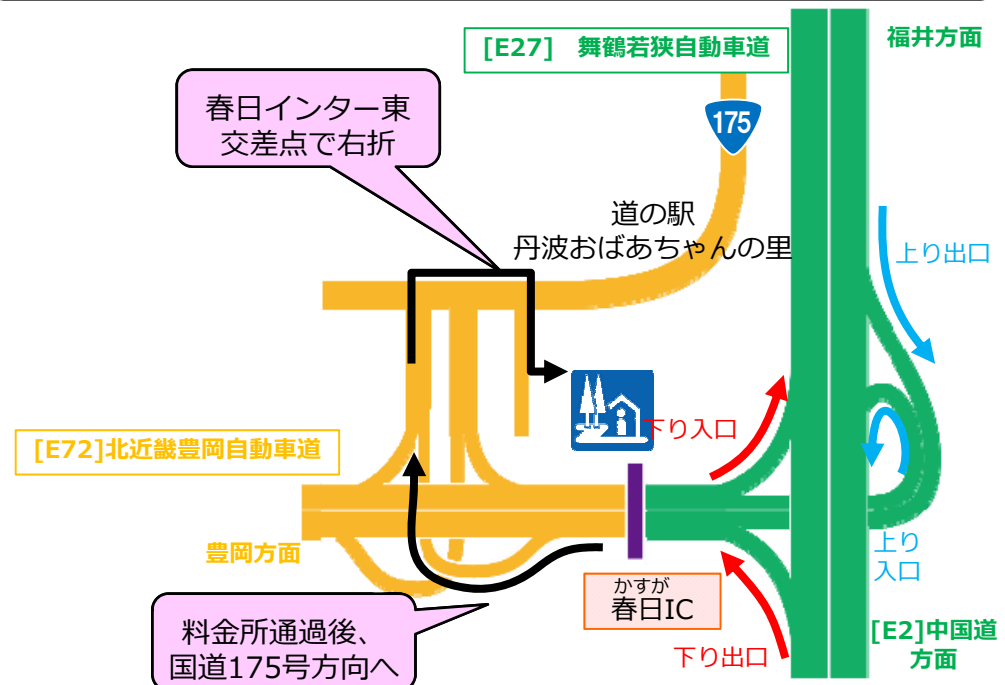 [E27]　舞鶴若狭自動車道
福井方面
春日インター東
交差点で右折
175
道の駅
丹波おばあちゃんの里
上り出口
下り入口
[E72]北近畿豊岡自動車道
豊岡方面
上り
入口
かすが
春日IC
料金所通過後、
国道175号方向へ
下り出口
[E2]中国道
方面